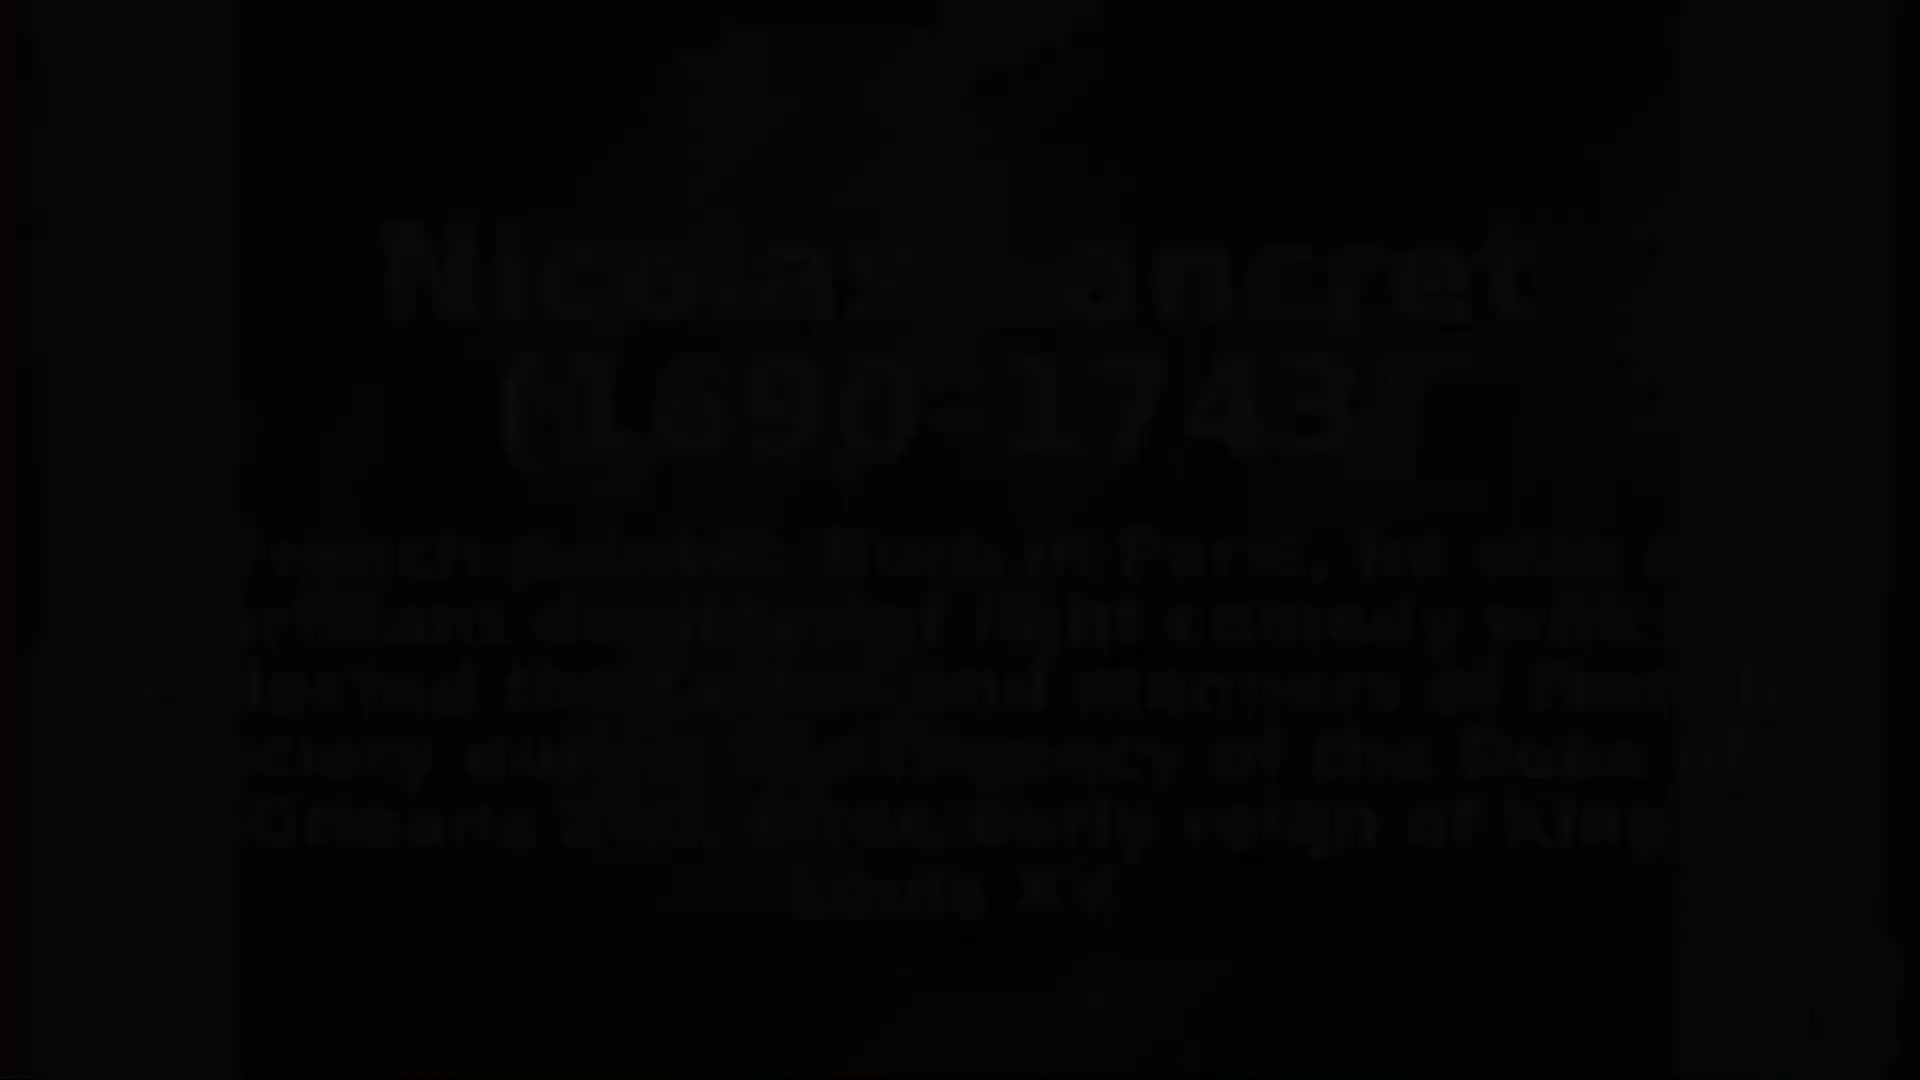 Nicolas Lancret
(1690-1743)
French painter. Born in Paris, he was a
brilliant depicter of light comedy which
reflected the tastes and manners of French
society during the regency of the Duke of
Orleans and, later, early reign of King
Louis XV.